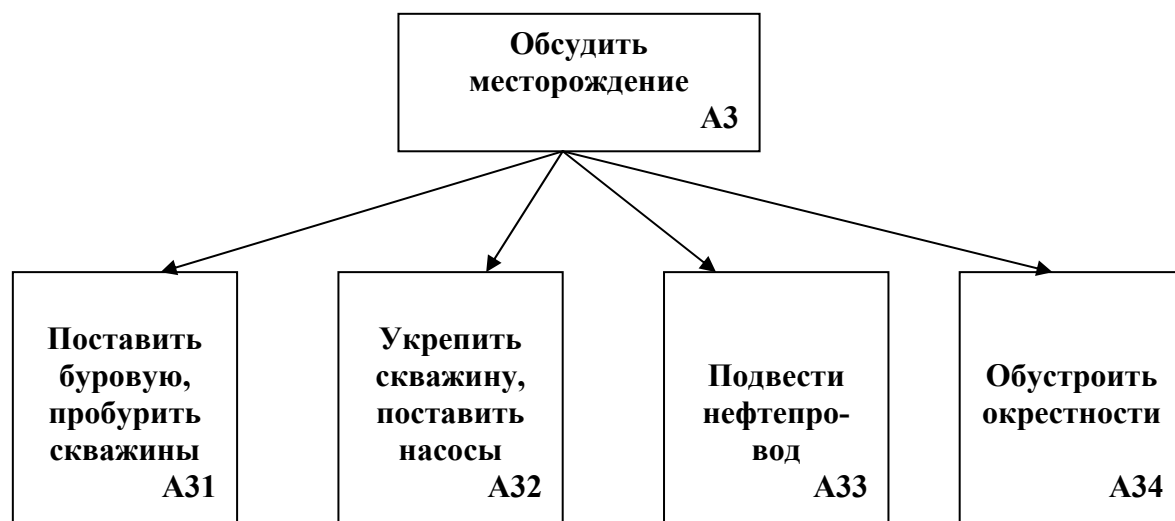 Обсудить
месторождение
А3
Поставить
буровую,
пробурить
скважины
А31
Укрепить
скважину,
поставить
насосы
А32
Подвести
нефтепро-
вод
А33
Обустроить
окрестности
А34